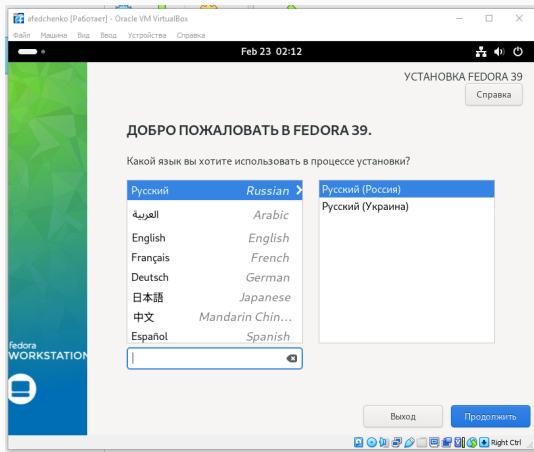 afedchenko [Работает] - Oracle VM VirtualBox
Файл Машина Вид Ввод Устройства Справка
Feb 23 02:12
УСТАНОВКА FEDORA 39
Справка
ДОБРО ПОЖАЛОВАТЬ В FEDORA 39.
Какой язык вы хотите использовать в процессе установки?
Русский Russian
Русский (Россия)
العربية Arabic
Русский (Украина)
English English
Français French
Deutsch German
日本語 Japanese
中文 Mandarin Chin...
Español Spanish
fedora
WORKSTATION
Выход
Продолжить
Right Ctrl